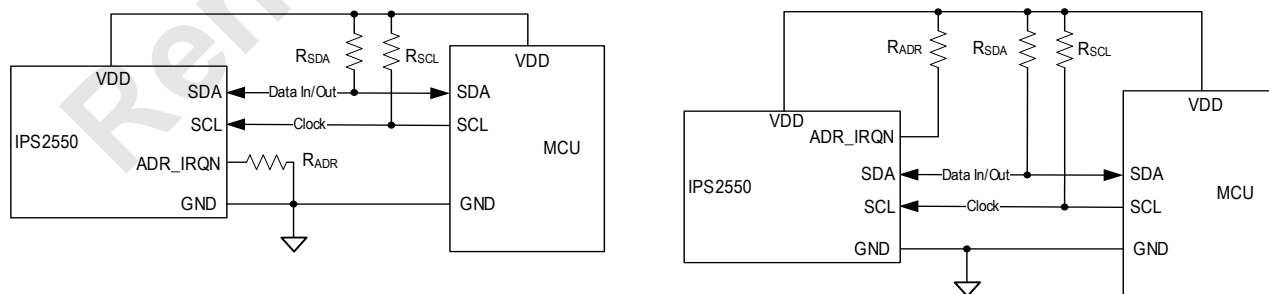 Ren
RSDA
RSCL
VDD
VDD
SDA
Data In/Out
SDA
SCL
Clock
SCL
IPS2550
MCU
ADR_IRQN
RADR
GND
GND
RADR
RSDA
RSCL
VDD
VDD
ADR_IRQN
SDA
Data In/Out
SDA
IPS2550
MCU
SCL
Clock
SCL
GND
GND